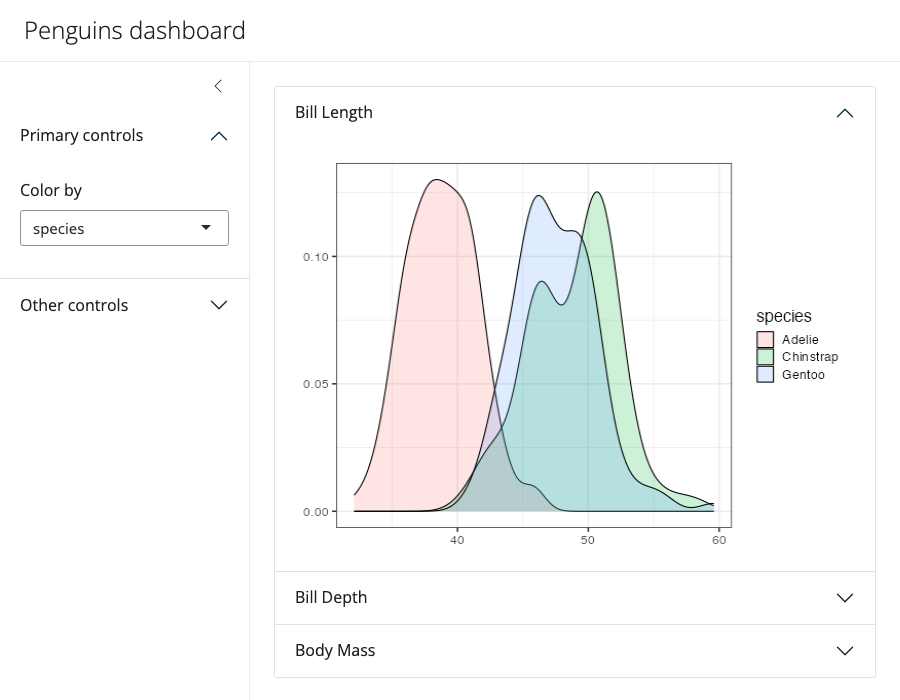 Penguins dashboard
Primary controls
Color by
species
Other controls
Bill Length
0.10
0.05
0.00
40
50
60
species
Adelie
Chinstrap
Gentoo
Bill Depth
Body Mass